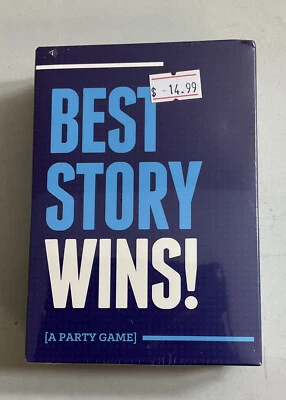 $ -14.99
BEST
STORY
WINS!
[A PARTY GAME]